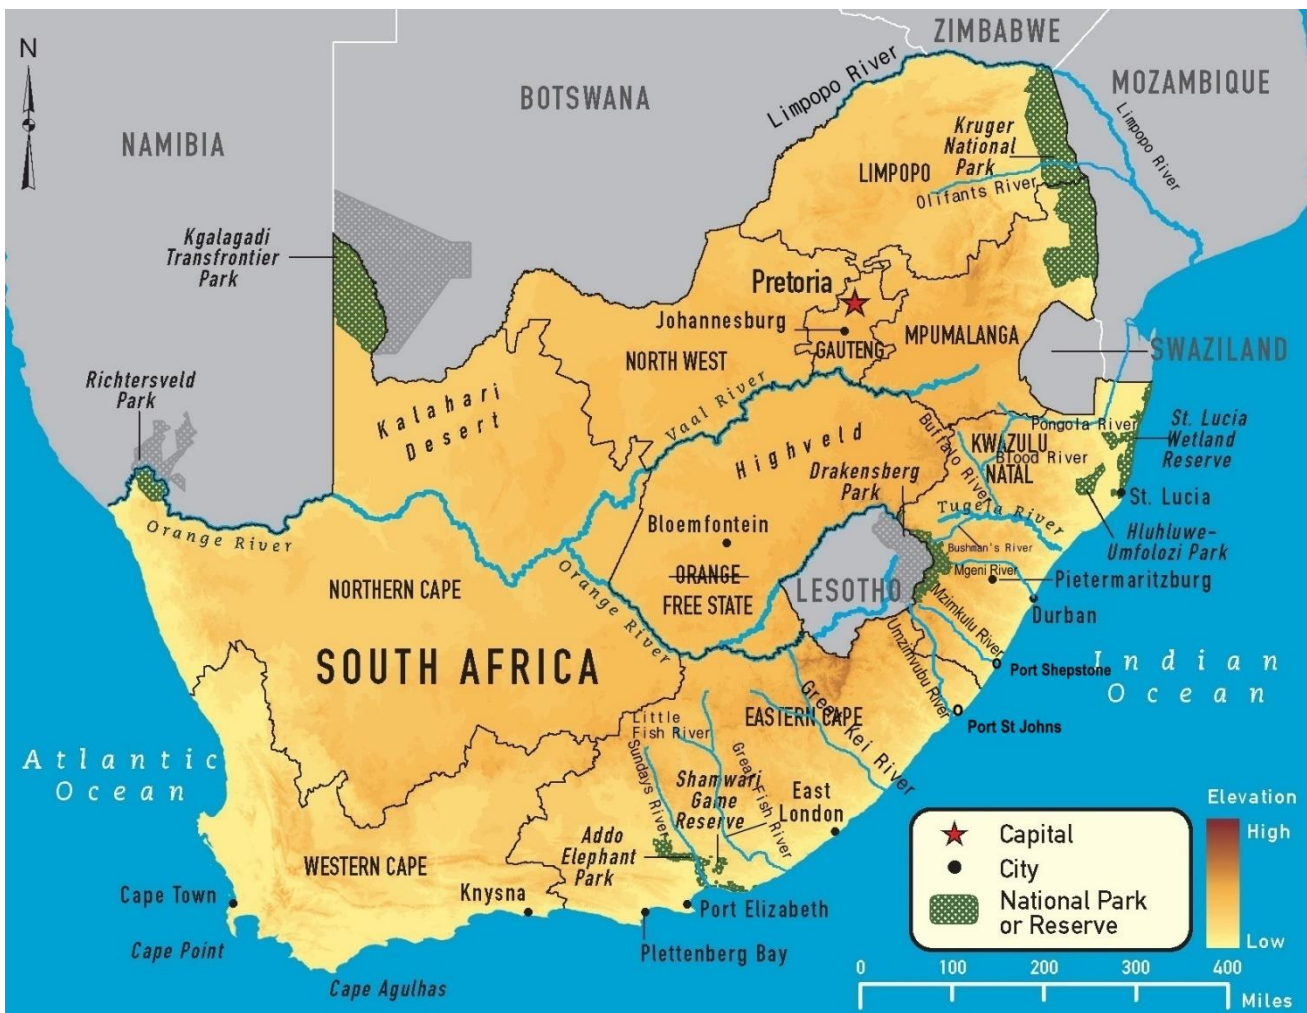 ZIMBABWE
N
MOZAMBIQUE
BOTSWANA
Limpopo River
NAMIBIA
Limpopo River
Kruger
National
Park
LIMPOPO
Olifants River
Kgalagadi
Transfrontier
Park
Pretoria
Johannesburg
GAUTENG
MPUMALANGA
NORTH WEST
SWAZILAND
Richtersveld
Park
Kalahari
Desert
Vaal River
Highveld
Buffalo River
Pongola River
KWAZULU
NATAL
Blood River
St. Lucia
Wetland
Reserve
Drakensberg
Park
St. Lucia
Tugela River
Hluhluwe-
Umfolozi Park
Orange River
Bloemfontein
Bushman's River
Mgeni River
Pietermaritzburg
Orange River
ORANGE
FREE STATE
LESOTHO
NORTHERN CAPE
Mzimkulu River
Durban
Umzimvubu River
SOUTH AFRICA
Port Shepstone
Indian
Ocean
Port St Johns
Great Kei River
EASTERN CAPE
Little
Fish River
Sundays River
Great Fish River
Shamwari
Game
Reserve
East
London
Atlantic
Ocean
Addo
Elephant
Park
WESTERN CAPE
Cape Town
Knysna
Port Elizabeth
Cape Point
Plettenberg Bay
Cape Agulhas
Elevation
High
Low
Capital
City
National Park
or Reserve
0 100 200 300 400
Miles